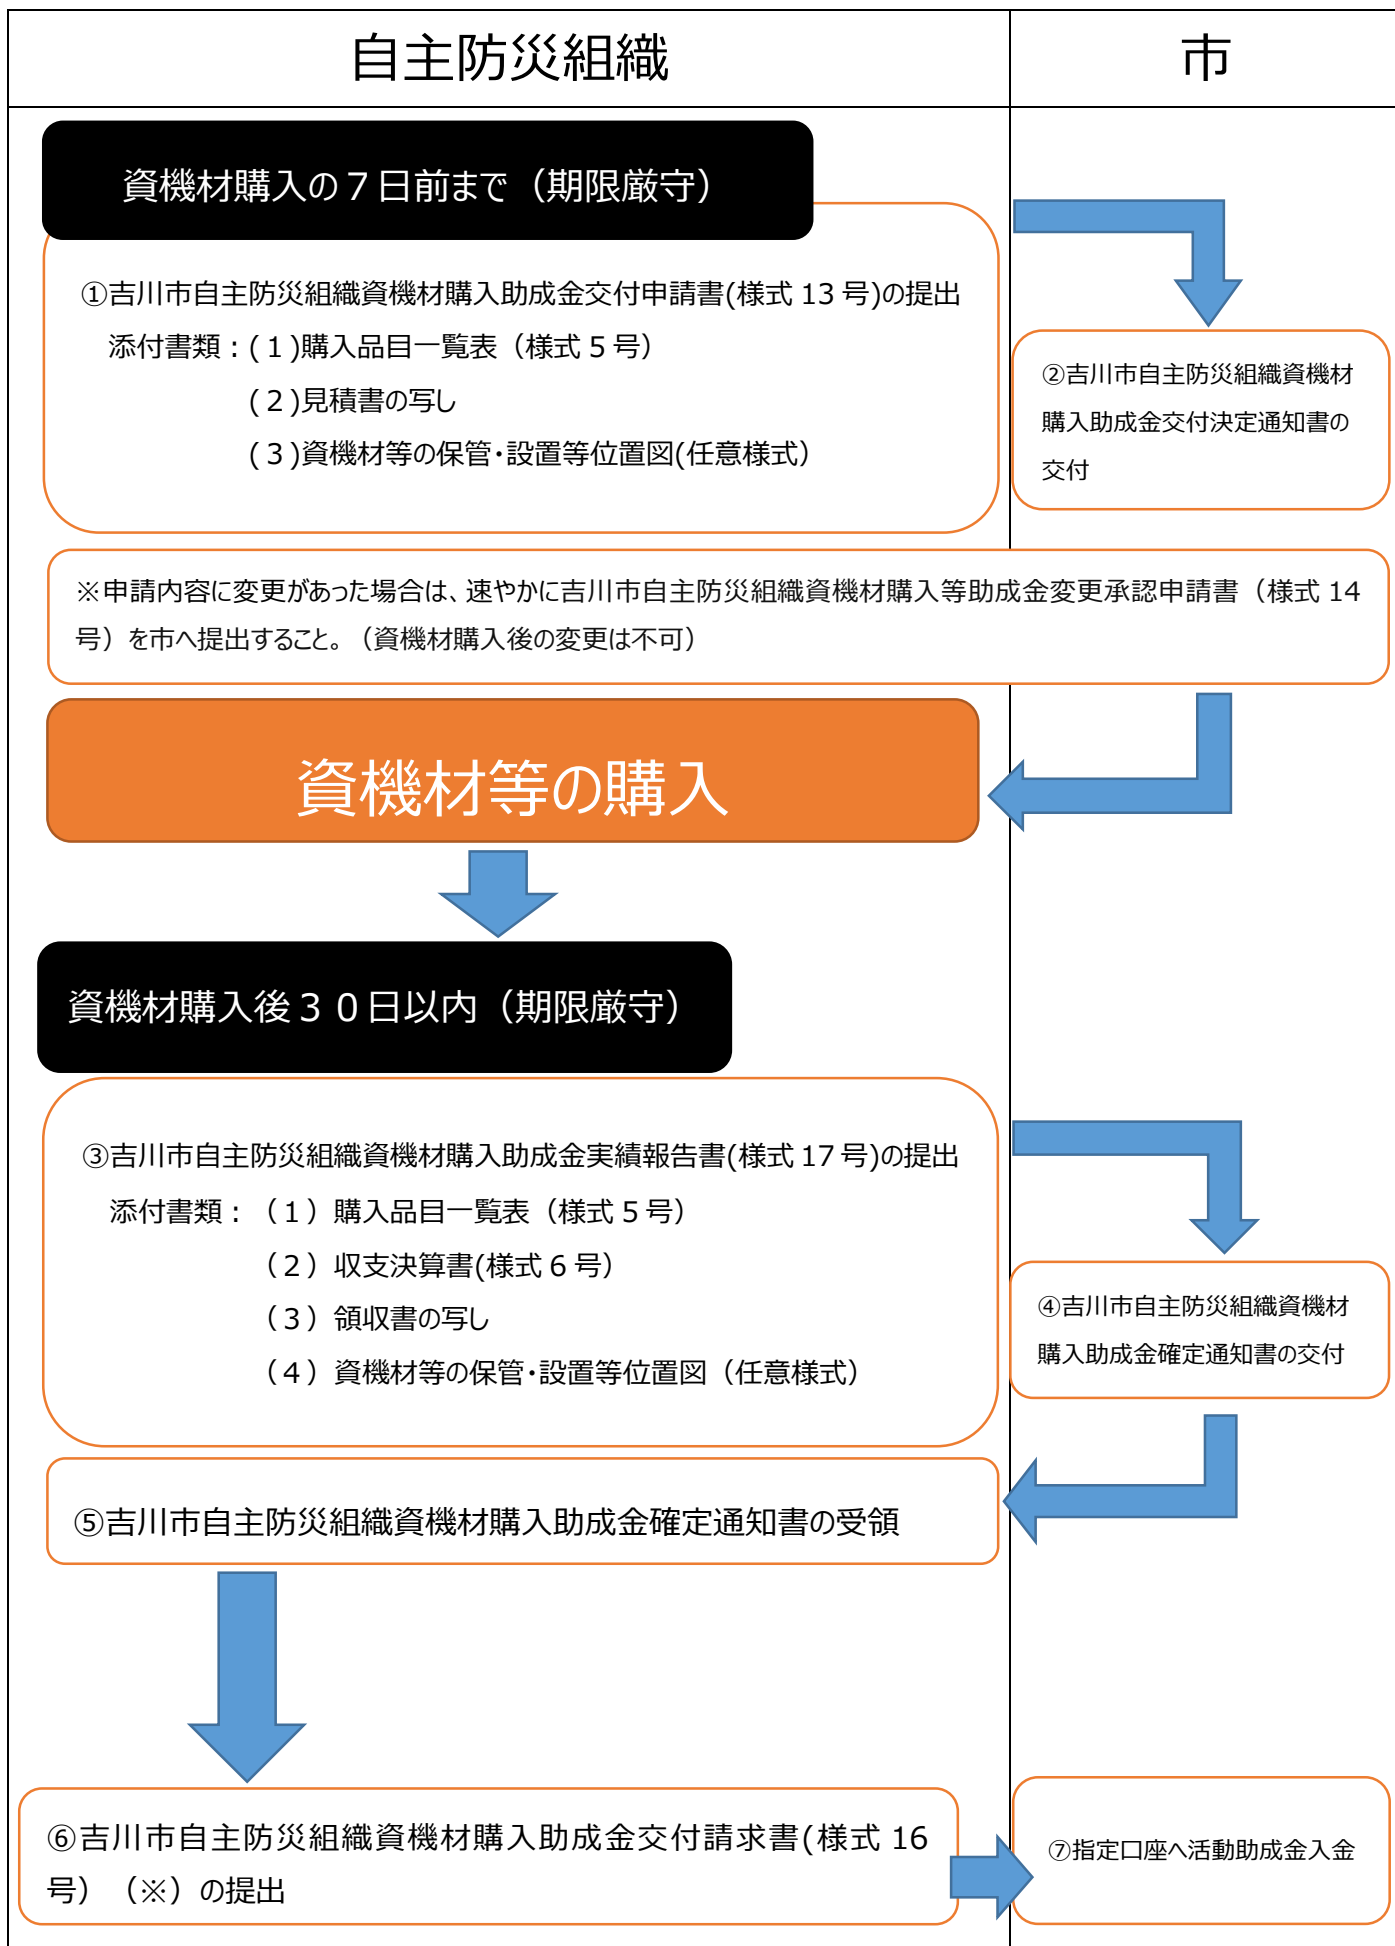 自主防災組織
市
資機材購入の７日前まで（期限厳守）
①吉川市自主防災組織資機材購入助成金交付申請書(様式 13 号)の提出
添付書類：(１)購入品目一覧表（様式 5 号）
(２)見積書の写し
(３)資機材等の保管・設置等位置図(任意様式）
②吉川市自主防災組織資機材
購入助成金交付決定通知書の
交付
※申請内容に変更があった場合は、速やかに吉川市自主防災組織資機材購入等助成金変更承認申請書（様式 14
号）を市へ提出すること。（資機材購入後の変更は不可）
資機材等の購入
資機材購入後３０日以内（期限厳守）
③吉川市自主防災組織資機材購入助成金実績報告書(様式 17 号)の提出
添付書類：（１）購入品目一覧表（様式 5 号）
（２）収支決算書(様式 6 号）
（３）領収書の写し
（４）資機材等の保管・設置等位置図（任意様式）
④吉川市自主防災組織資機材
購入助成金確定通知書の交付
⑤吉川市自主防災組織資機材購入助成金確定通知書の受領
⑥吉川市自主防災組織資機材購入助成金交付請求書(様式 16
号）（※）の提出
⑦指定口座へ活動助成金入金